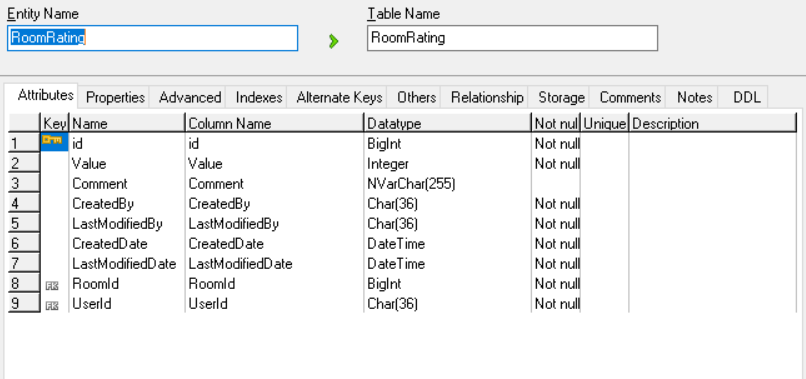 Entity Name Table Name
RoomRating RoomRating
Attributes Properties Advanced Indexes Alternate Keys Others Relationship Storage Comments Notes DDL
Key Name Column Name Datatype Not nul Unique Description
1 id id BigInt Not null
2 Value Value Integer Not null
3 Comment Comment NVarChar(255)
4 CreatedBy CreatedBy Char(36) Not null
5 LastModifiedBy LastModifiedBy Char(36) Not null
6 CreatedDate CreatedDate DateTime Not null
7 LastModifiedDate LastModifiedDate DateTime Not null
8 FK RoomId RoomId BigInt Not null
9 FK UserId UserId Char(36) Not null